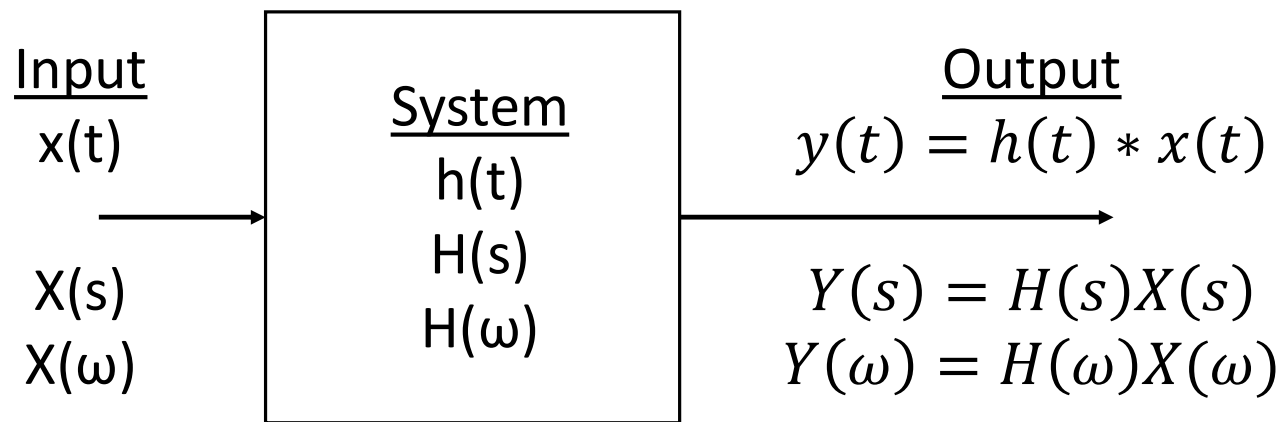 Input
x(t)
X(s)
X(ω)
System
h(t)
H(s)
H(ω)
Output
y(t) = h(t) ∗ x(t)
Y(s) = H(s)X(s)
Y(ω) = H(ω)X(ω)